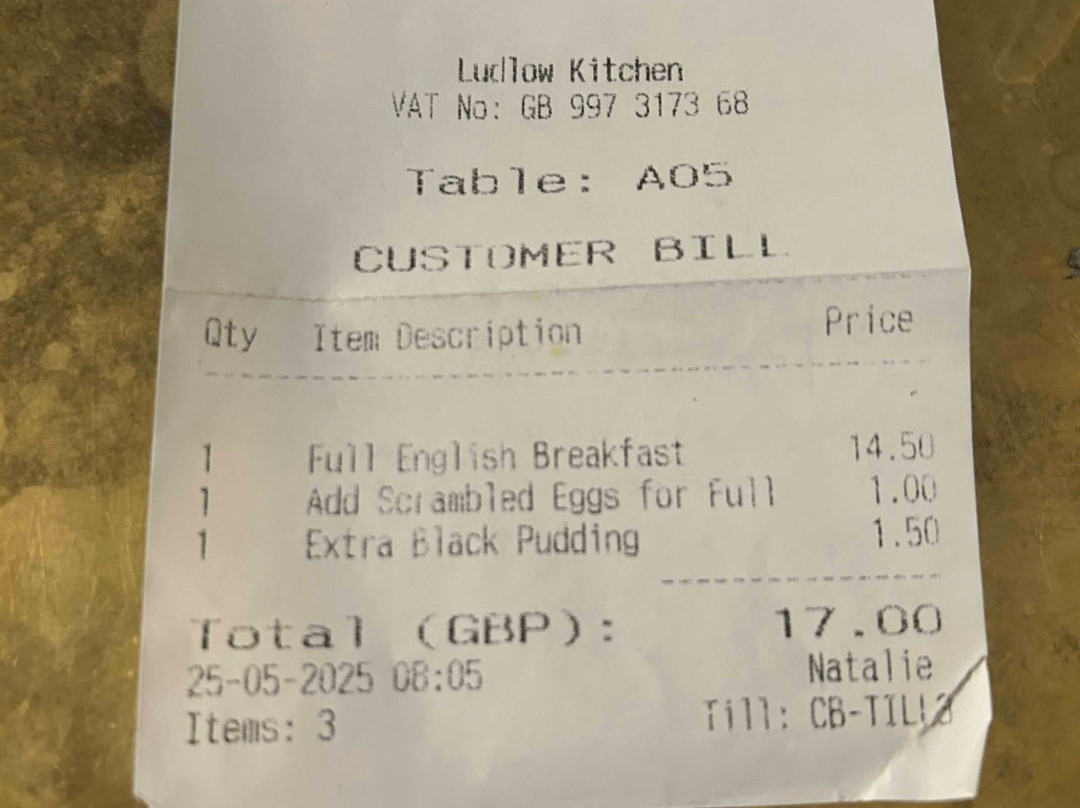 Ludlow Kitchen
VAT No: GB 997 3173 68
Table: A05
CUSTOMER BILL
Qty Item Description Price
1 Full English Breakfast 14.50
1 Add Scrambled Eggs for Full 1.00
1 Extra Black Pudding 1.50
Total (GBP): 17.00
25-05-2025 08:05 Natalie
Items: 3 Till: